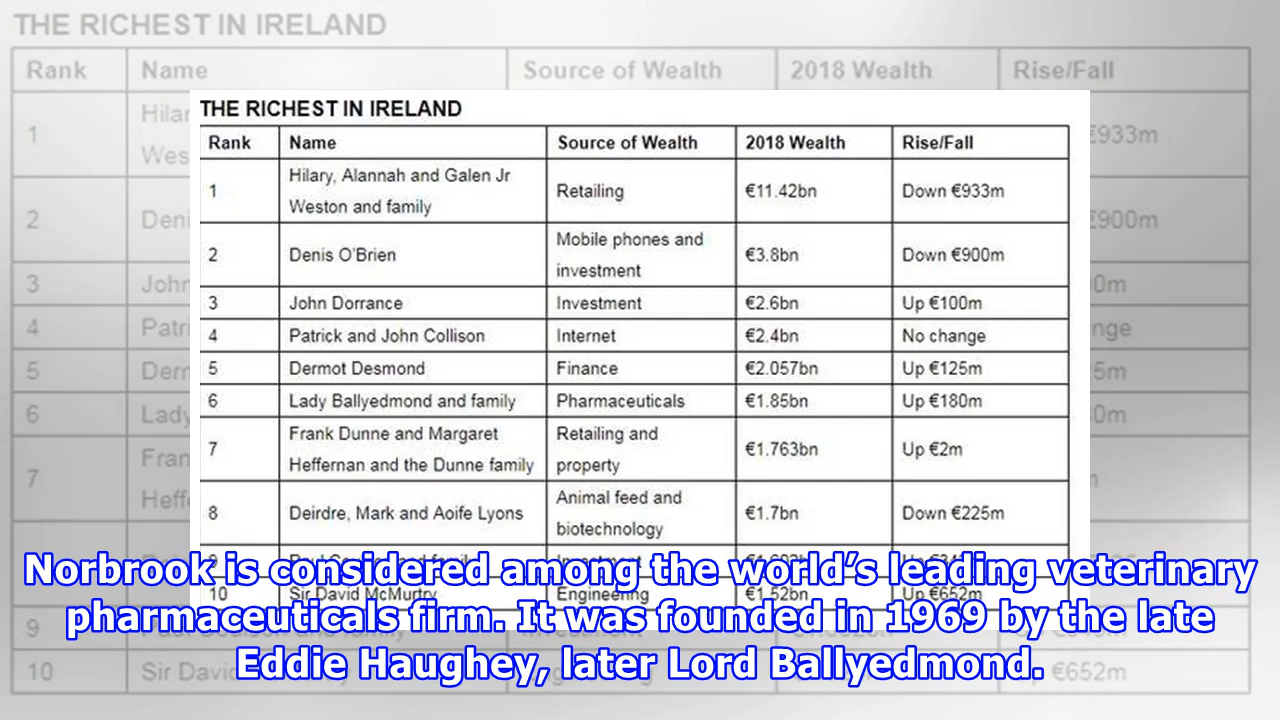 THE RICHEST IN IRELAND
Rank Name Source of Wealth 2018 Wealth Rise/Fall
1 Hilary, Alannah and Galen Jr Weston and family Retailing €11.42bn Down €933m
2 Denis O'Brien Mobile phones and investment €3.8bn Down €900m
3 John Dorrance Investment €2.6bn Up €100m
4 Patrick and John Collison Internet €2.4bn No change
5 Dermot Desmond Finance €2.057bn Up €125m
6 Lady Ballyedmond and family Pharmaceuticals €1.85bn Up €180m
7 Frank Dunne and Margaret Heffernan and the Dunne family Retailing and property €1.763bn Up €2m
8 Deirdre, Mark and Aoife Lyons Animal feed and biotechnology €1.7bn Down €225m
9 Investment
10 Sir David McMurtry Engineering €1.52bn Up €652m
Norbrook is considered among the world's leading veterinary
pharmaceuticals firm. It was founded in 1969 by the late
Eddie Haughey, later Lord Ballyedmond.